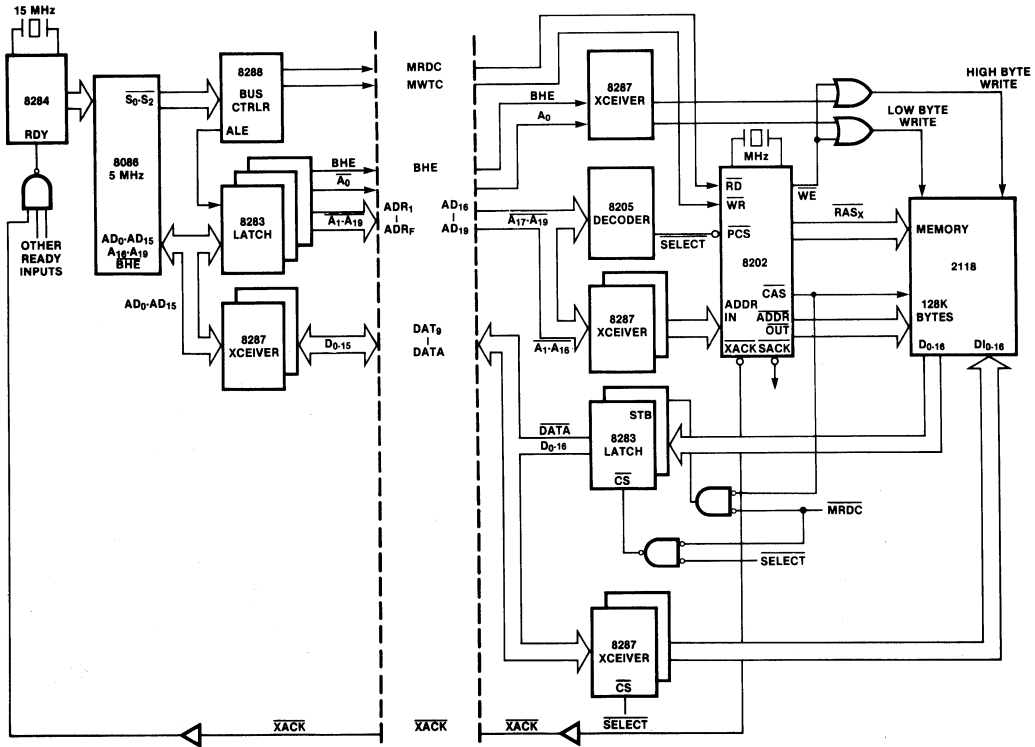 15 MHz
8284
RDY
OTHER
READY
INPUTS
S0-S2
8086
5 MHz
AD0-AD15
A16-A19
BHE
AD0-AD15
8288
BUS
CTRLR
ALE
8283
LATCH
BHE
A0
A1-A19
8287
XCEIVER
D0-15
MRDC
MWTC
BHE
ADR1
ADRF
AD16
AD19
DAT9
DATA
XACK
XACK
XACK
BHE
A0
8287
XCEIVER
A17-A19
8205
DECODER
SELECT
A1-A16
8287
XCEIVER
MHz
RD
WR
PCS
8202
ADDR
IN
XACK
SACK
WE
RASX
CAS
ADDR
OUT
HIGH BYTE
WRITE
LOW BYTE
WRITE
MEMORY
2118
128K
BYTES
D0-16
DI0-16
DATA
D0-16
STB
8283
LATCH
CS
MRDC
SELECT
8287
XCEIVER
CS
SELECT